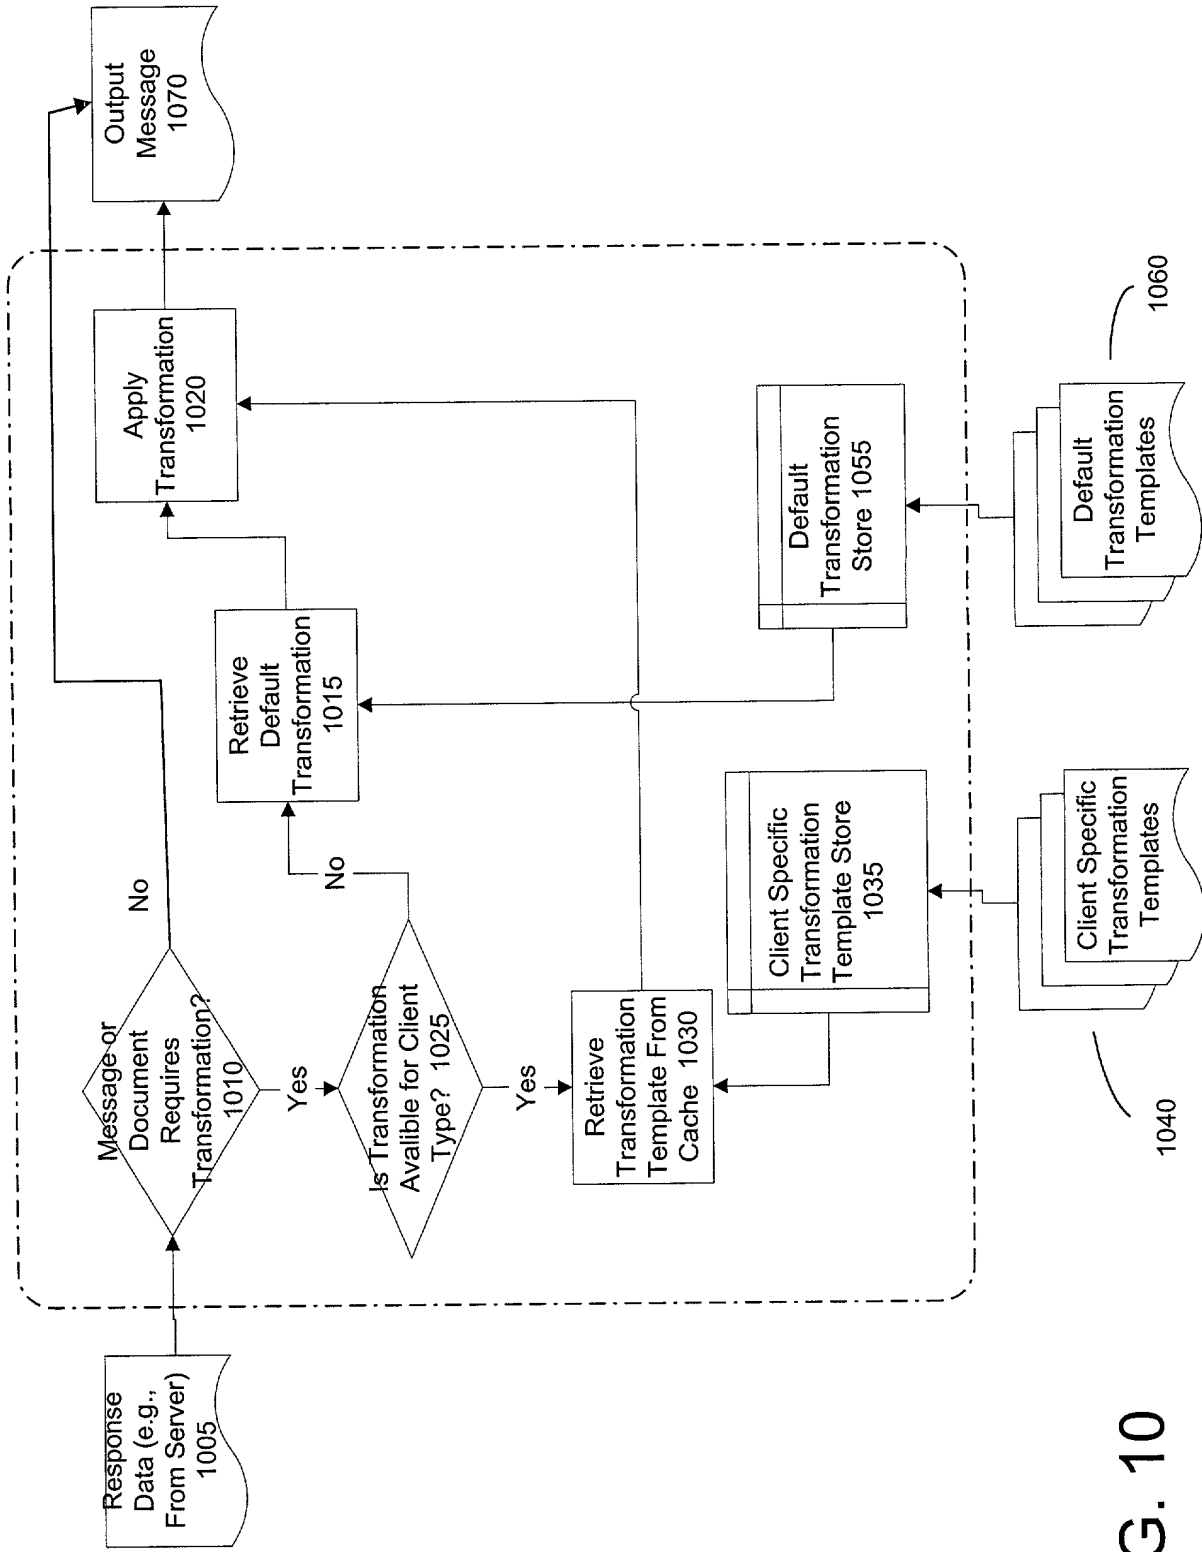 Response
Data (e.g.,
From Server)
1005
Message or
Document
Requires
Transformation?
1010
No
Yes
Is Transformation
Avalible for Client
Type? 1025
No
Yes
Retrieve
Transformation
Template From
Cache 1030
Retrieve
Default
Transformation
1015
Apply
Transformation
1020
Output
Message
1070
Client Specific
Transformation
Template Store
1035
Default
Transformation
Store 1055
Client Specific
Transformation
Templates
1040
Default
Transformation
Templates
1060
G. 10